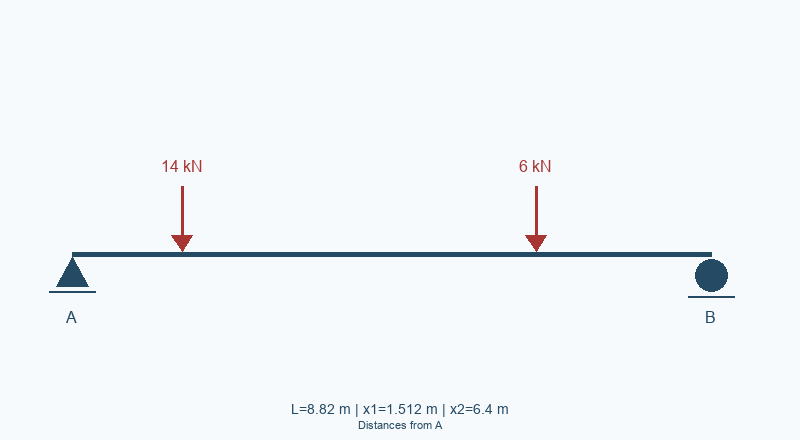 14 kN
6 kN
A
B
L=8.82 m | x1=1.512 m | x2=6.4 m
Distances from A